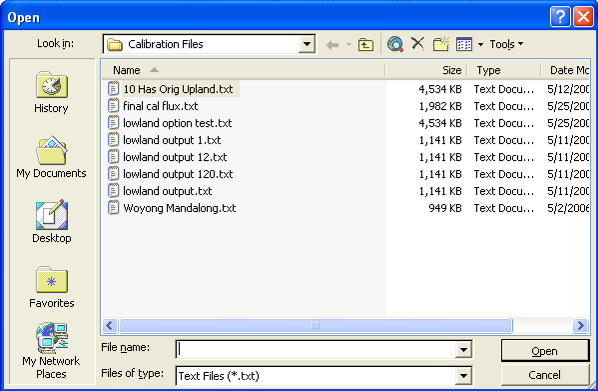 Open
Look in: Calibration Files Tools
Name Size Type Date Mo
10 Has Orig Upland.txt 4,534 KB Text Docu... 5/12/200
final cal flux.txt 1,982 KB Text Docu... 5/25/200
lowland option test.txt 4,534 KB Text Docu... 5/25/200
lowland output 1.txt 1,141 KB Text Docu... 5/11/200
lowland output 12.txt 1,141 KB Text Docu... 5/11/200
lowland output 120.txt 1,141 KB Text Docu... 5/11/200
lowland output.txt 1,141 KB Text Docu... 5/11/200
Woyong Mandalong.txt 949 KB Text Docu... 5/2/2006
History
My Documents
Desktop
Favorites
My Network
Places
File name: Open
Files of type: Text Files (*.txt) Cancel